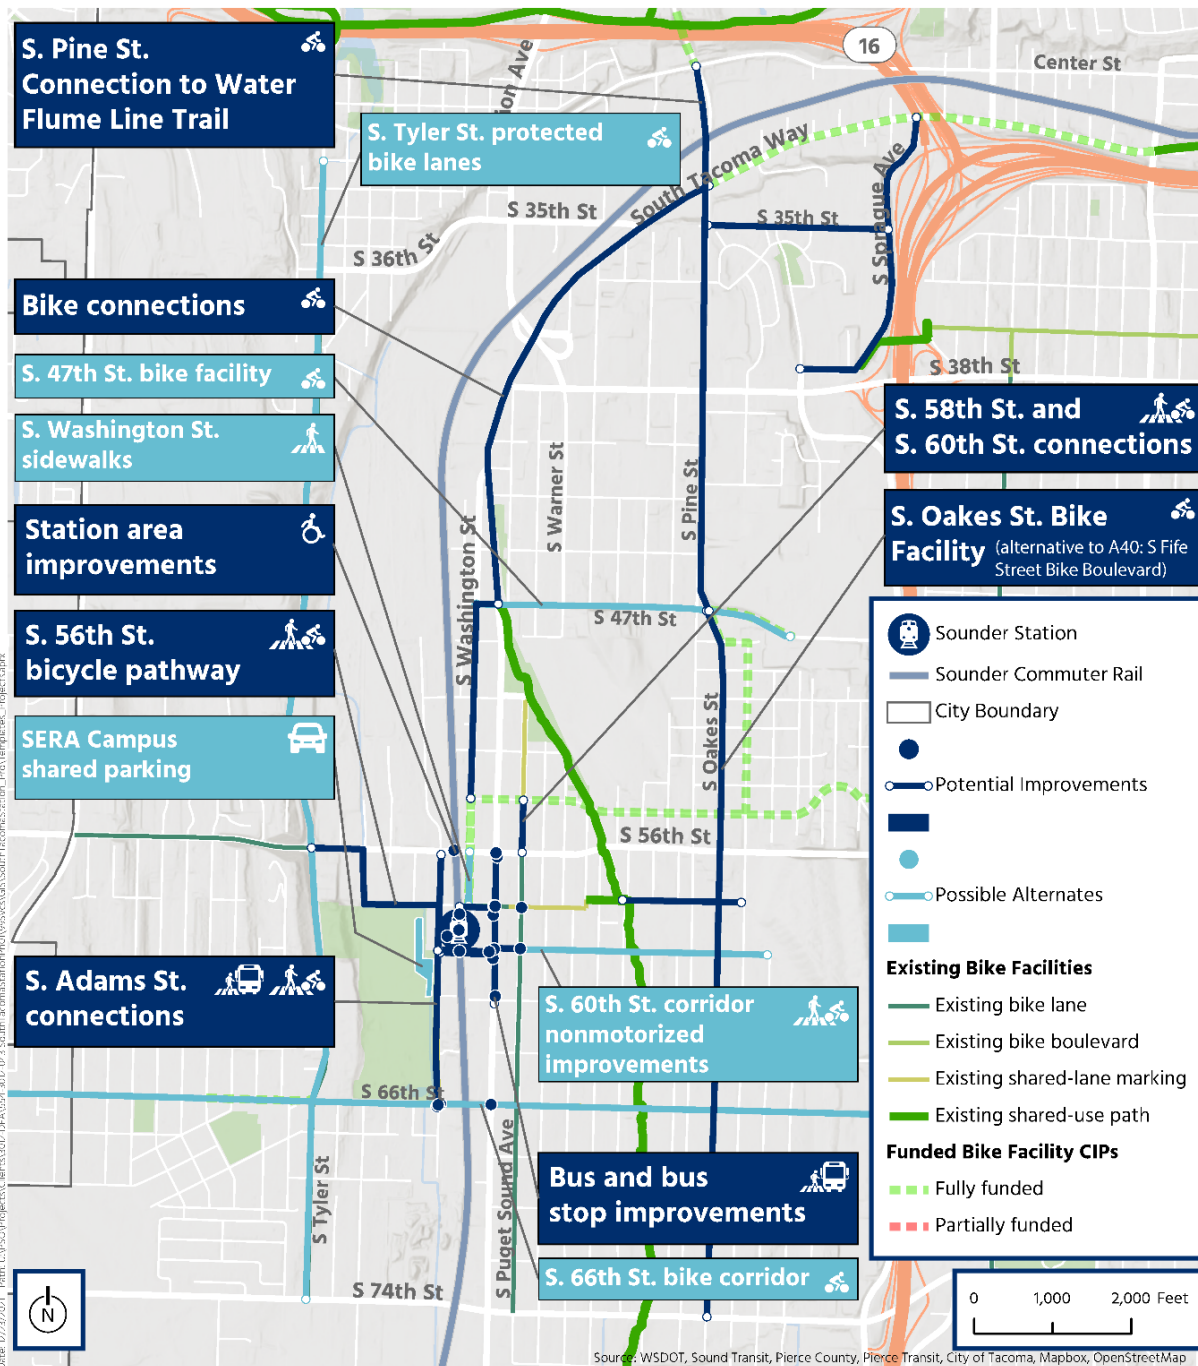 S. Pine St.
Connection to Water
Flume Line Trail
ion Ave
16
Center St
S. Tyler St. protected
bike lanes
South Tacoma Way
S 35th St
S 35th St
S Sprague Ave
S 36th St
Bike connections
S. 47th St. bike facility
S 38th St
S. Washington St.
sidewalks
S. 58th St. and
S. 60th St. connections
S Warner St
S Pine St
S Washington St
Station area
improvements
S. Oakes St. Bike
Facility (alternative to A40: S Fife
Street Bike Boulevard)
S 47th St
S. 56th St.
bicycle pathway
S Oakes St
SERA Campus
shared parking
S 56th St
Sounder Station
Sounder Commuter Rail
City Boundary
Potential Improvements
Possible Alternates
Existing Bike Facilities
Existing bike lane
Existing bike boulevard
Existing shared-lane marking
Existing shared-use path
Funded Bike Facility CIPs
Fully funded
Partially funded
S. Adams St.
connections
S. 60th St. corridor
nonmotorized
improvements
S 66th St
S Tyler St
S Puget Sound Ave
Bus and bus
stop improvements
S. 66th St. bike corridor
S 74th St
N
0 1,000 2,000 Feet
Source: WSDOT, Sound Transit, Pierce County, Pierce Transit, City of Tacoma, Mapbox, OpenStreetMap